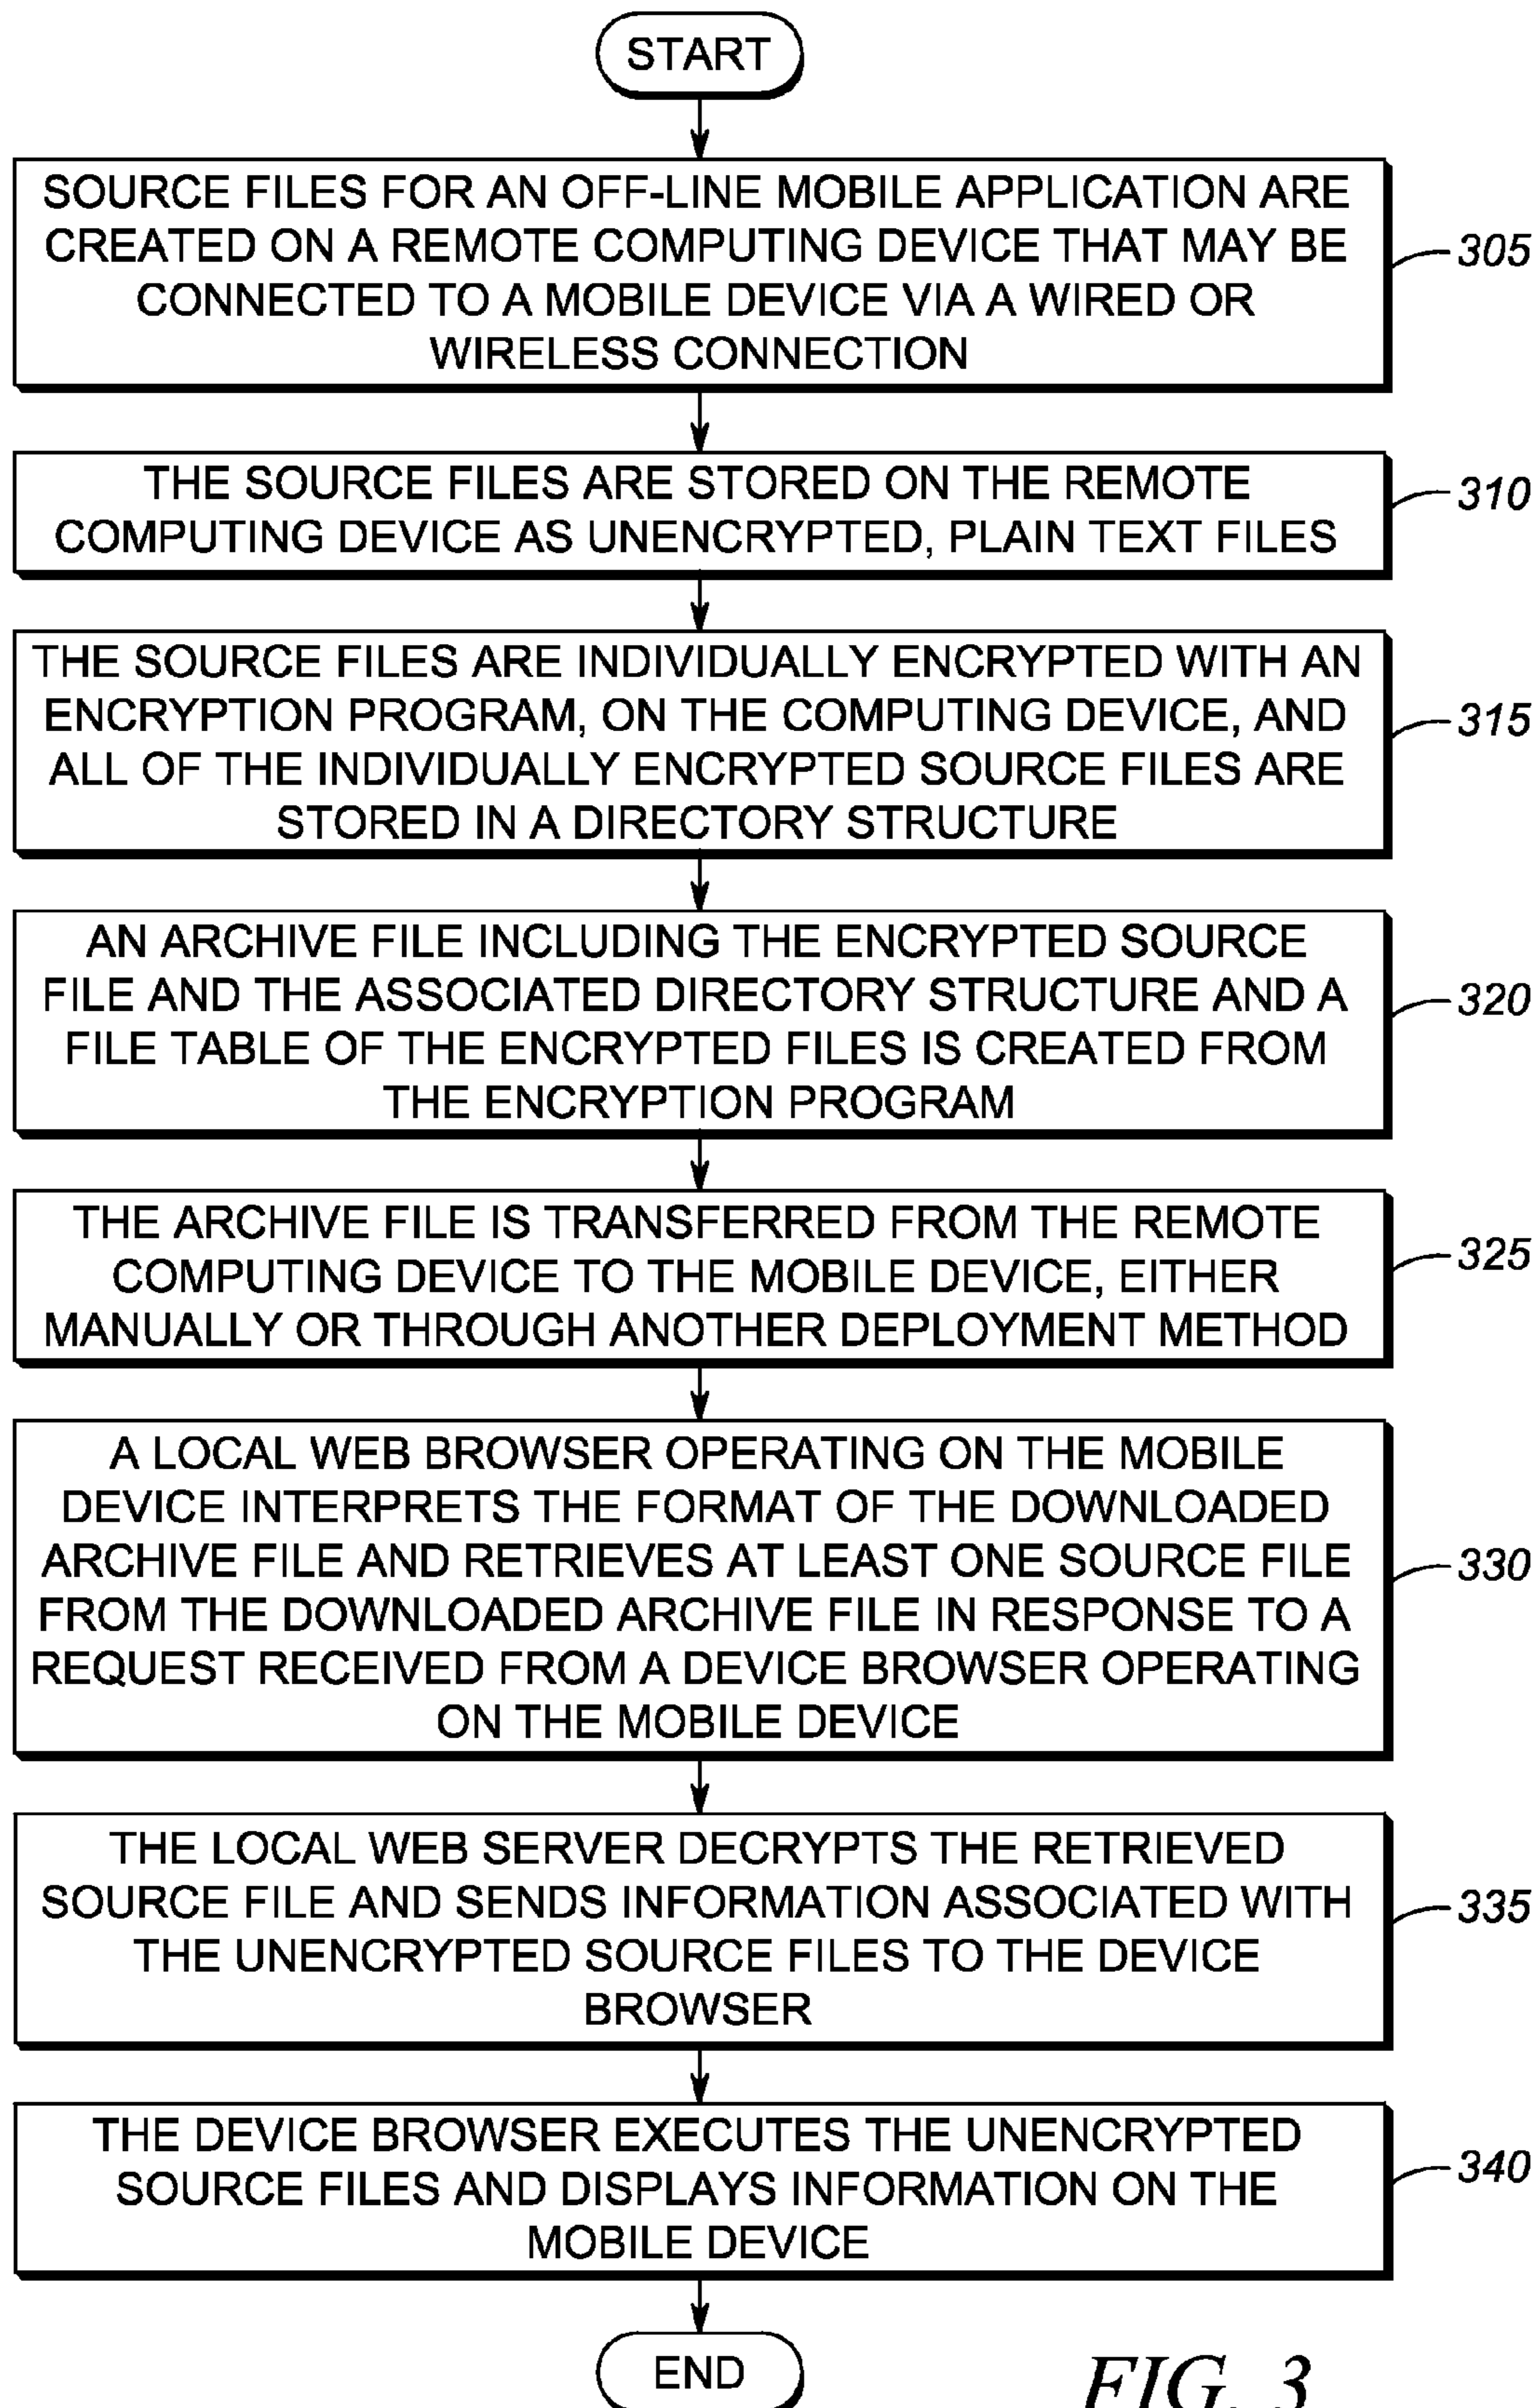 START
SOURCE FILES FOR AN OFF-LINE MOBILE APPLICATION ARE
CREATED ON A REMOTE COMPUTING DEVICE THAT MAY BE
CONNECTED TO A MOBILE DEVICE VIA A WIRED OR
WIRELESS CONNECTION
305
THE SOURCE FILES ARE STORED ON THE REMOTE
COMPUTING DEVICE AS UNENCRYPTED, PLAIN TEXT FILES
310
THE SOURCE FILES ARE INDIVIDUALLY ENCRYPTED WITH AN
ENCRYPTION PROGRAM, ON THE COMPUTING DEVICE, AND
ALL OF THE INDIVIDUALLY ENCRYPTED SOURCE FILES ARE
STORED IN A DIRECTORY STRUCTURE
315
AN ARCHIVE FILE INCLUDING THE ENCRYPTED SOURCE
FILE AND THE ASSOCIATED DIRECTORY STRUCTURE AND A
FILE TABLE OF THE ENCRYPTED FILES IS CREATED FROM
THE ENCRYPTION PROGRAM
320
THE ARCHIVE FILE IS TRANSFERRED FROM THE REMOTE
COMPUTING DEVICE TO THE MOBILE DEVICE, EITHER
MANUALLY OR THROUGH ANOTHER DEPLOYMENT METHOD
325
A LOCAL WEB BROWSER OPERATING ON THE MOBILE
DEVICE INTERPRETS THE FORMAT OF THE DOWNLOADED
ARCHIVE FILE AND RETRIEVES AT LEAST ONE SOURCE FILE
FROM THE DOWNLOADED ARCHIVE FILE IN RESPONSE TO A
REQUEST RECEIVED FROM A DEVICE BROWSER OPERATING
ON THE MOBILE DEVICE
330
THE LOCAL WEB SERVER DECRYPTS THE RETRIEVED
SOURCE FILE AND SENDS INFORMATION ASSOCIATED WITH
THE UNENCRYPTED SOURCE FILES TO THE DEVICE
BROWSER
335
THE DEVICE BROWSER EXECUTES THE UNENCRYPTED
SOURCE FILES AND DISPLAYS INFORMATION ON THE
MOBILE DEVICE
340
END
FIG. 3